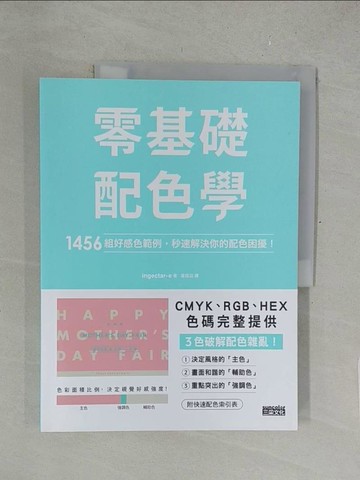 零基礎
配色學
1456組好感色範例，秒速解決你的配色困擾！
ingectar-e 著
HAPPY
MOTHER'S
DAY FAIR
色彩面積比例，決定視覺好感強度！
主色 強調色 輔助色
CMYK、RGB、HEX
色碼完整提供
3色破解配色雜亂！
①決定風格的「主色」
②畫面和諧的「輔助色」
③重點突出的「強調色」
附快速配色索引表
suncolor
三采文化